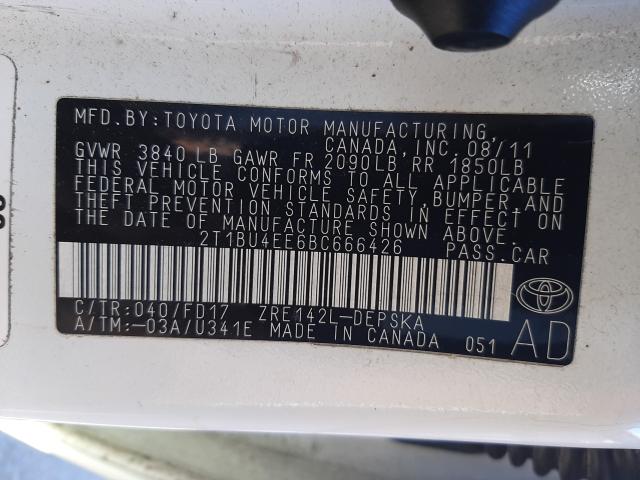 MFD.BY:TOYOTA MOTOR MANUFACTURING,
CANADA, INC. 08/11
GVWR 3840 LB GAWR FR 2090LB RR 1850LB
THIS VEHICLE CONFORMS TO ALL APPLICABLE
FEDERAL MOTOR VEHICLE SAFETY, BUMPER, AND
THEFT PREVENTION STANDARDS IN EFFECT ON
THE DATE OF MANUFACTURE SHOWN ABOVE.
2T1BU4EE6BC666426 PASS.CAR
C/TR:040/FD17 ZRE142L-DEPSKA
A/TM:-03A/U341E MADE IN CANADA 051
AD